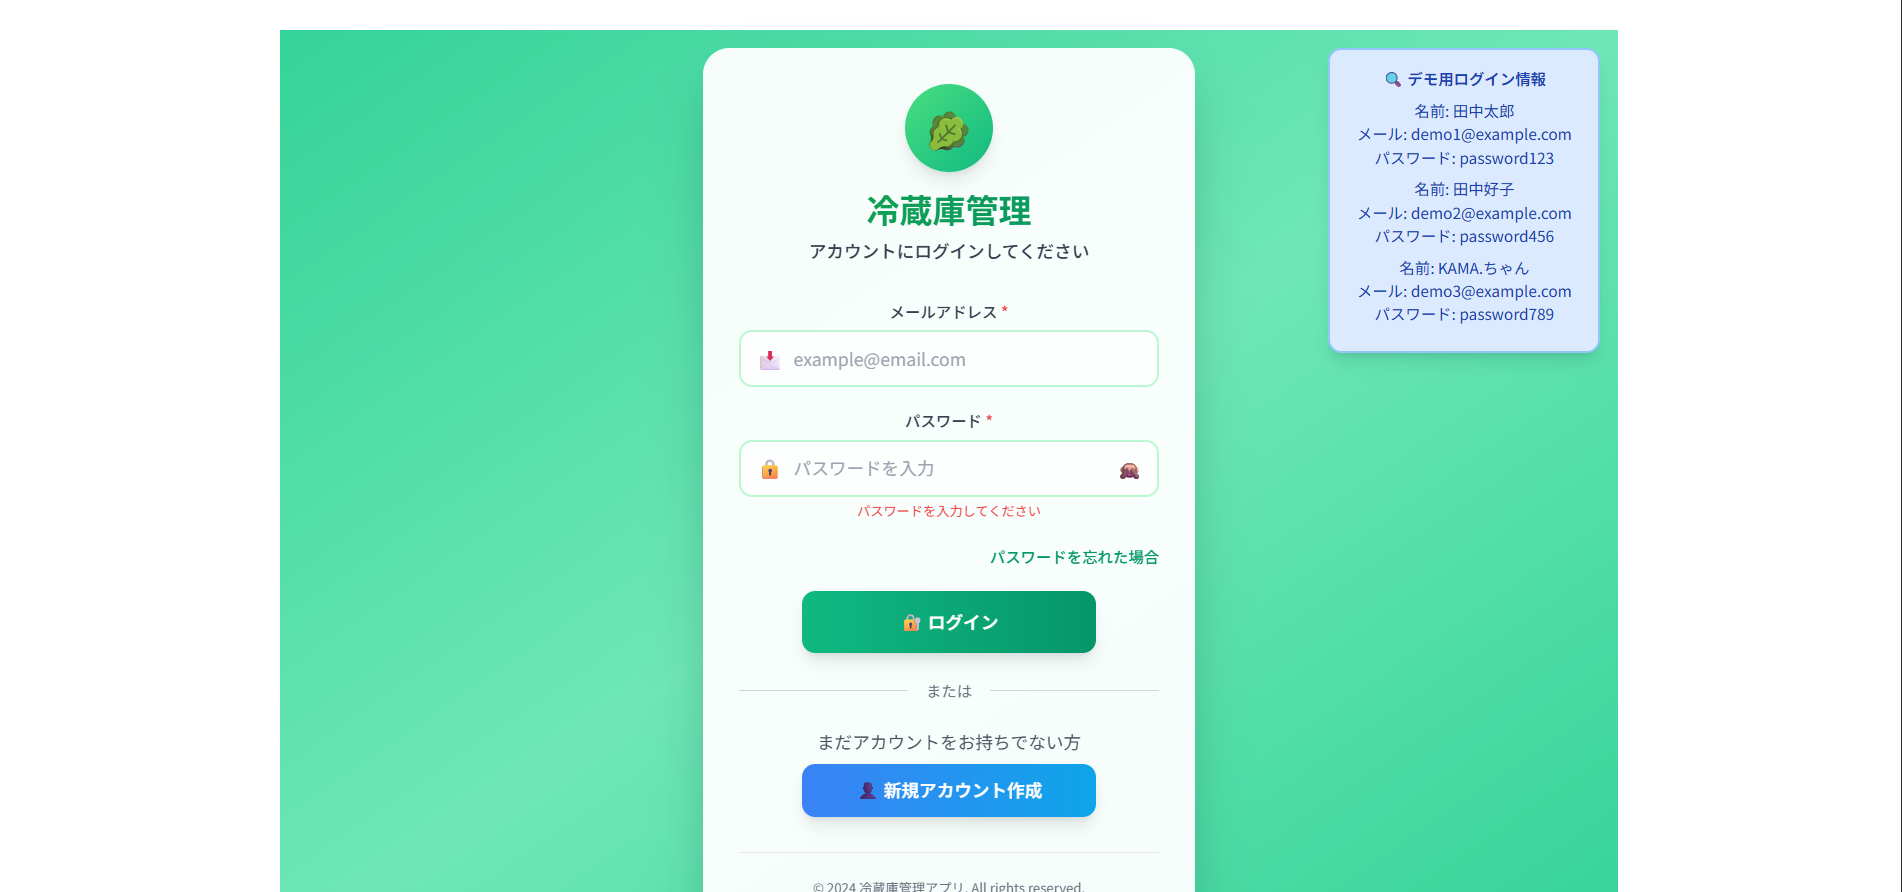 冷蔵庫管理
アカウントにログインしてください
メールアドレス *
example@email.com
パスワード *
パスワードを入力
パスワードを入力してください
パスワードを忘れた場合
ログイン
または
まだアカウントをお持ちでない方
新規アカウント作成
© 2024 冷蔵庫管理アプリ. All rights reserved.
デモ用ログイン情報
名前: 田中太郎
メール: demo1@example.com
パスワード: password123
名前: 田中好子
メール: demo2@example.com
パスワード: password456
名前: KAMA.ちゃん
メール: demo3@example.com
パスワード: password789